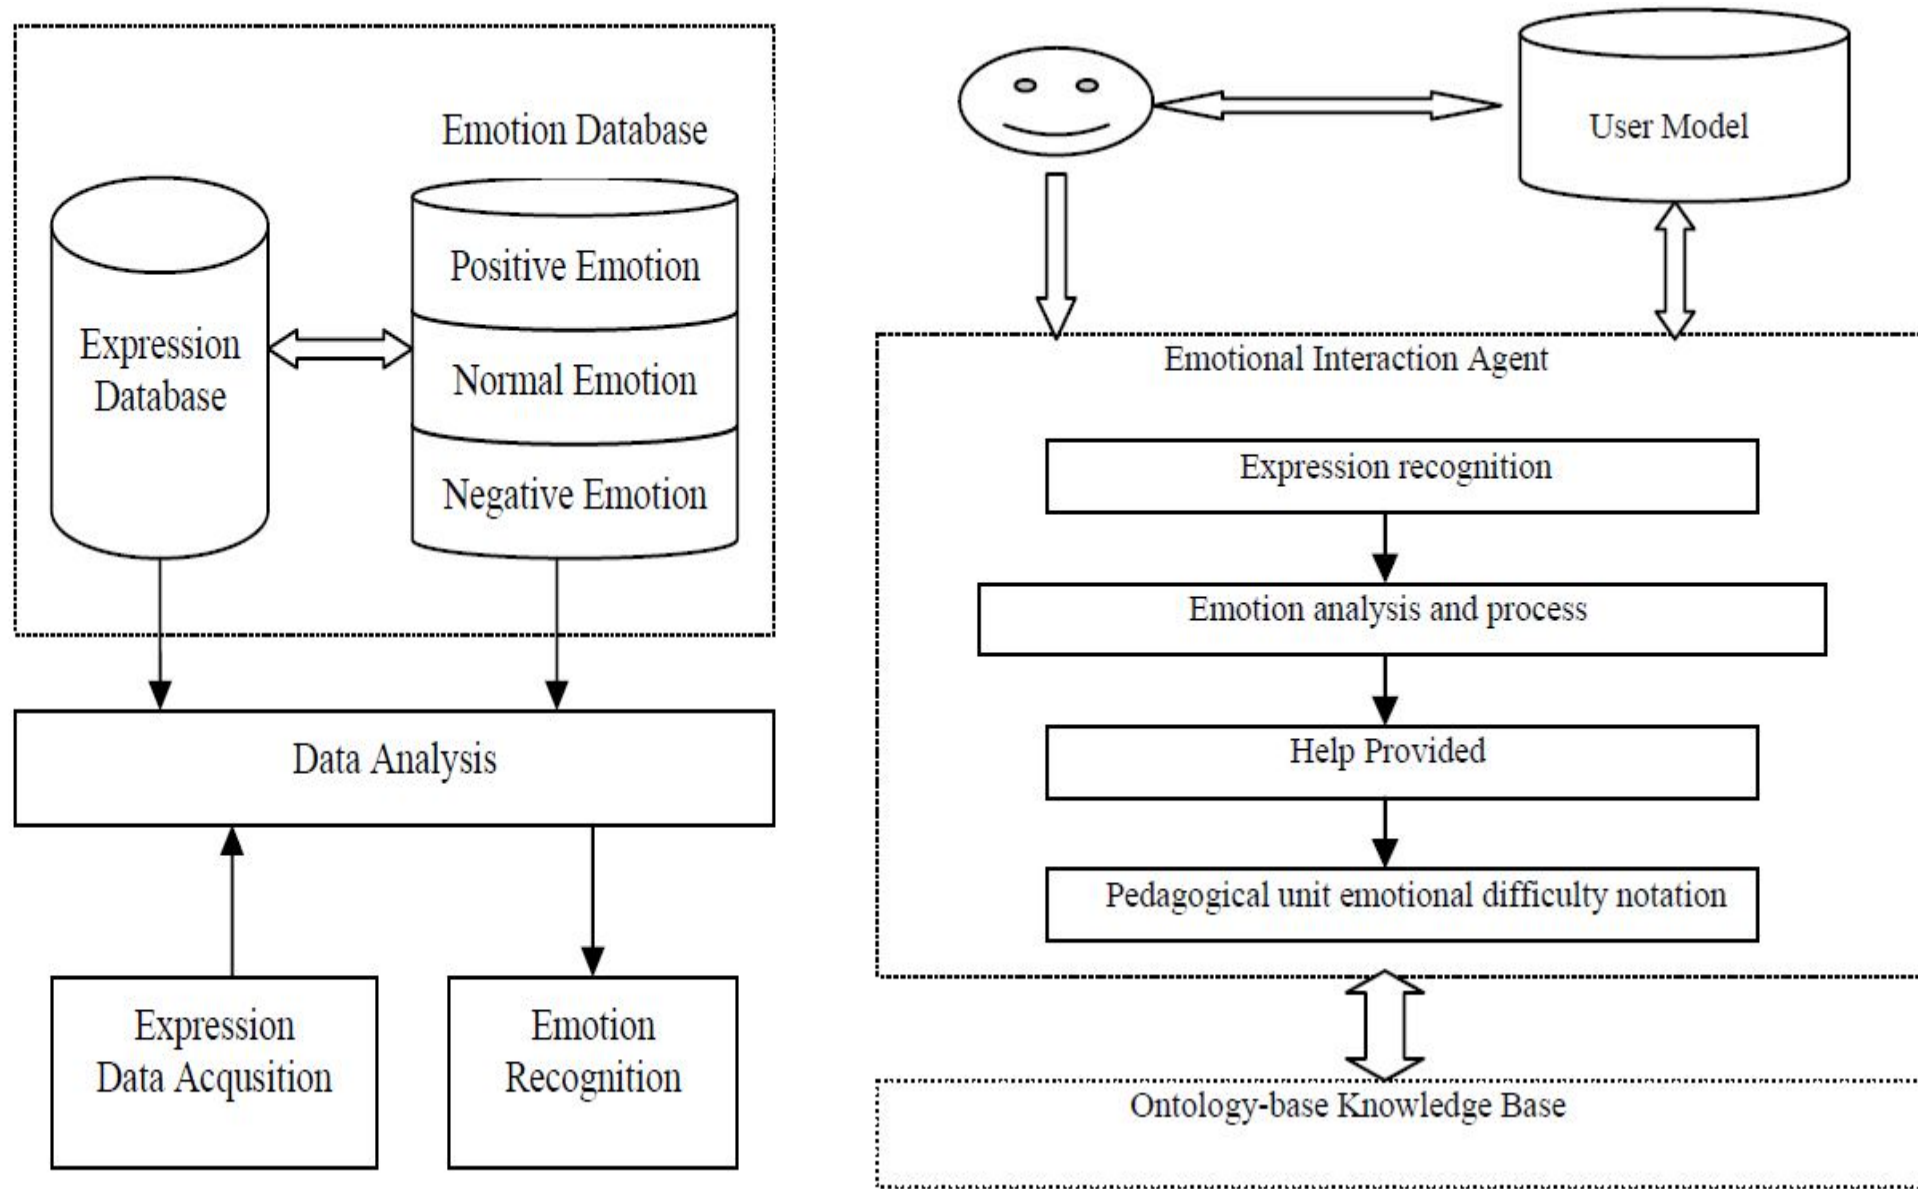 Emotion Database
Expression
Database
Positive Emotion
Normal Emotion
Negative Emotion
Data Analysis
Expression
Data Acqusition
Emotion
Recognition
User Model
Emotional Interaction Agent
Expression recognition
Emotion analysis and process
Help Provided
Pedagogical unit emotional difficulty notation
Ontology-base Knowledge Base